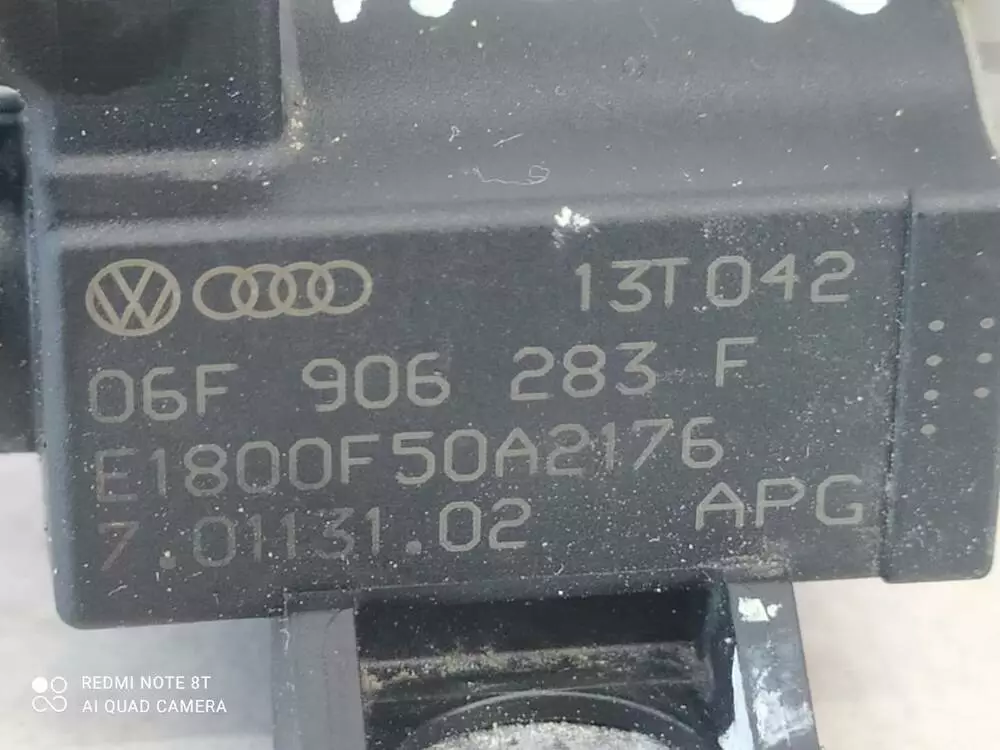 13T042
06F 906 283 F
E1800F50A2176
7.01131.02 APG
REDMI NOTE 8T
AI QUAD CAMERA